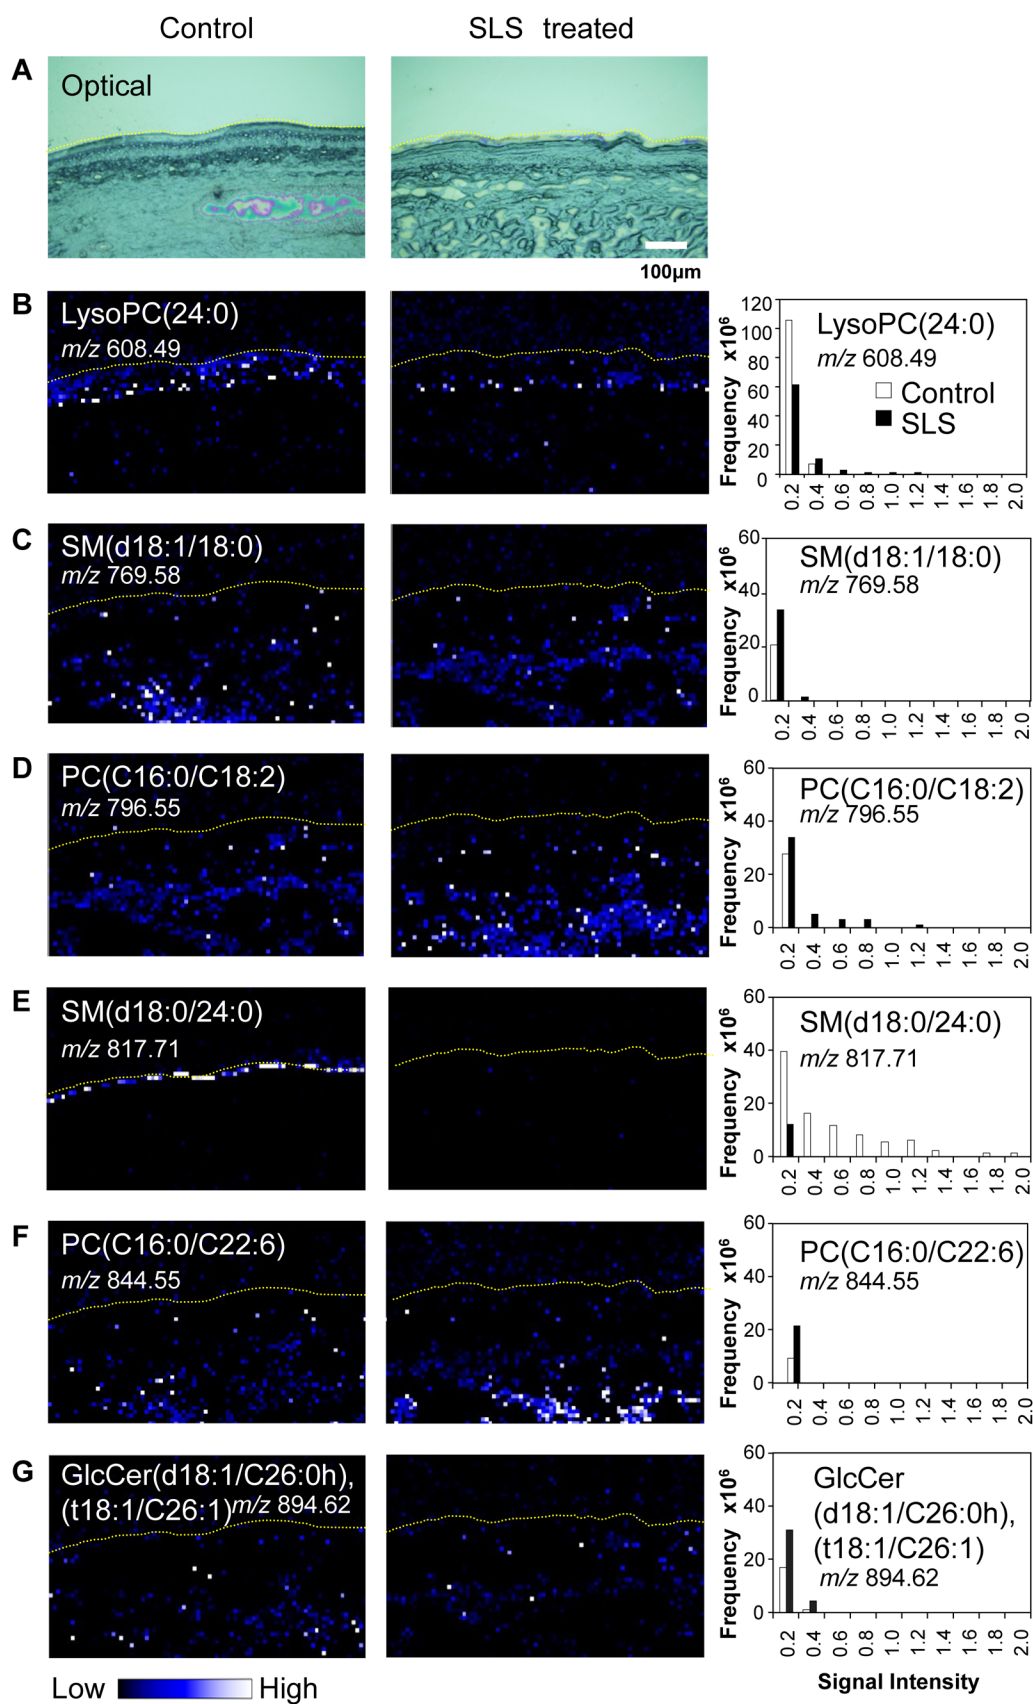 Control
SLS treated
A
Optical
100µm
B
LysoPC(24:0)
m/z 608.49
Frequency x10⁶
120
100
80
60
40
20
0
LysoPC(24:0)
m/z 608.49
Control
SLS
0.2 0.4 0.6 0.8 1.0 1.2 1.4 1.6 1.8 2.0
C
SM(d18:1/18:0)
m/z 769.58
Frequency x10⁶
60
40
20
0
SM(d18:1/18:0)
m/z 769.58
0.2 0.4 0.6 0.8 1.0 1.2 1.4 1.6 1.8 2.0
D
PC(C16:0/C18:2)
m/z 796.55
Frequency x10⁶
60
40
20
0
PC(C16:0/C18:2)
m/z 796.55
0.2 0.4 0.6 0.8 1.0 1.2 1.4 1.6 1.8 2.0
E
SM(d18:0/24:0)
m/z 817.71
Frequency x10⁶
60
40
20
0
SM(d18:0/24:0)
m/z 817.71
0.2 0.4 0.6 0.8 1.0 1.2 1.4 1.6 1.8 2.0
F
PC(C16:0/C22:6)
m/z 844.55
Frequency x10⁶
60
40
20
0
PC(C16:0/C22:6)
m/z 844.55
0.2 0.4 0.6 0.8 1.0 1.2 1.4 1.6 1.8 2.0
G
GlcCer(d18:1/C26:0h),
(t18:1/C26:1) m/z 894.62
Frequency x10⁶
60
40
20
0
GlcCer
(d18:1/C26:0h),
(t18:1/C26:1)
m/z 894.62
0.2 0.4 0.6 0.8 1.0 1.2 1.4 1.6 1.8 2.0
Signal Intensity
Low
High